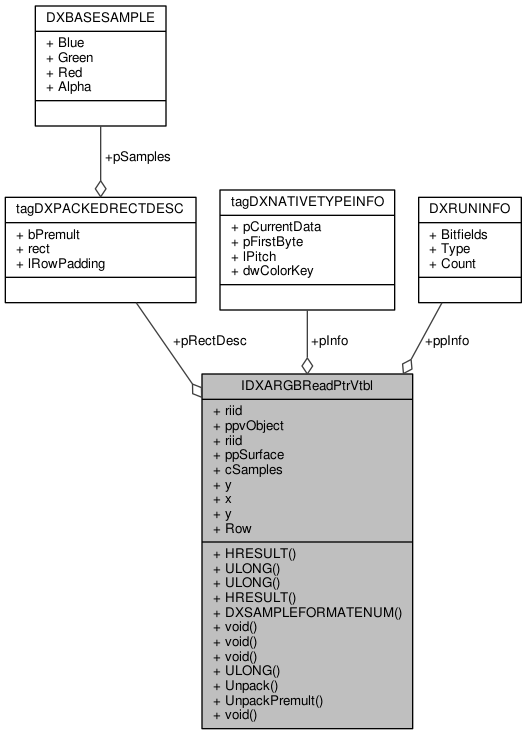 DXBASESAMPLE
+ Blue
+ Green
+ Red
+ Alpha
+pSamples
tagDXPACKEDRECTDESC
+ bPremult
+ rect
+ lRowPadding
tagDXNATIVETYPEINFO
+ pCurrentData
+ pFirstByte
+ lPitch
+ dwColorKey
DXRUNINFO
+ Bitfields
+ Type
+ Count
+pRectDesc
+pInfo
+ppInfo
IDXARGBReadPtrVtbl
+ riid
+ ppvObject
+ riid
+ ppSurface
+ cSamples
+ y
+ x
+ y
+ Row
+ HRESULT()
+ ULONG()
+ ULONG()
+ HRESULT()
+ DXSAMPLEFORMATENUM()
+ void()
+ void()
+ void()
+ ULONG()
+ Unpack()
+ UnpackPremult()
+ void()